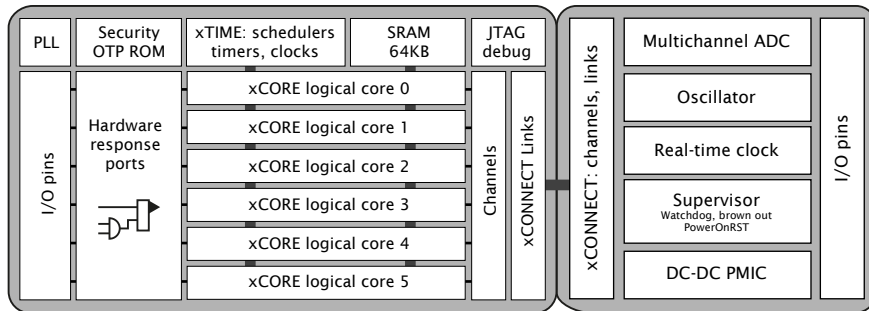 PLL
Security
OTP ROM
xTIME: schedulers
timers, clocks
SRAM
64KB
JTAG
debug
I/O pins
Hardware
response
ports
xCORE logical core 0
xCORE logical core 1
xCORE logical core 2
xCORE logical core 3
xCORE logical core 4
xCORE logical core 5
Channels
xCONNECT Links
xCONNECT: channels, links
Multichannel ADC
Oscillator
Real-time clock
Supervisor
Watchdog, brown out
PowerOnRST
DC-DC PMIC
I/O pins